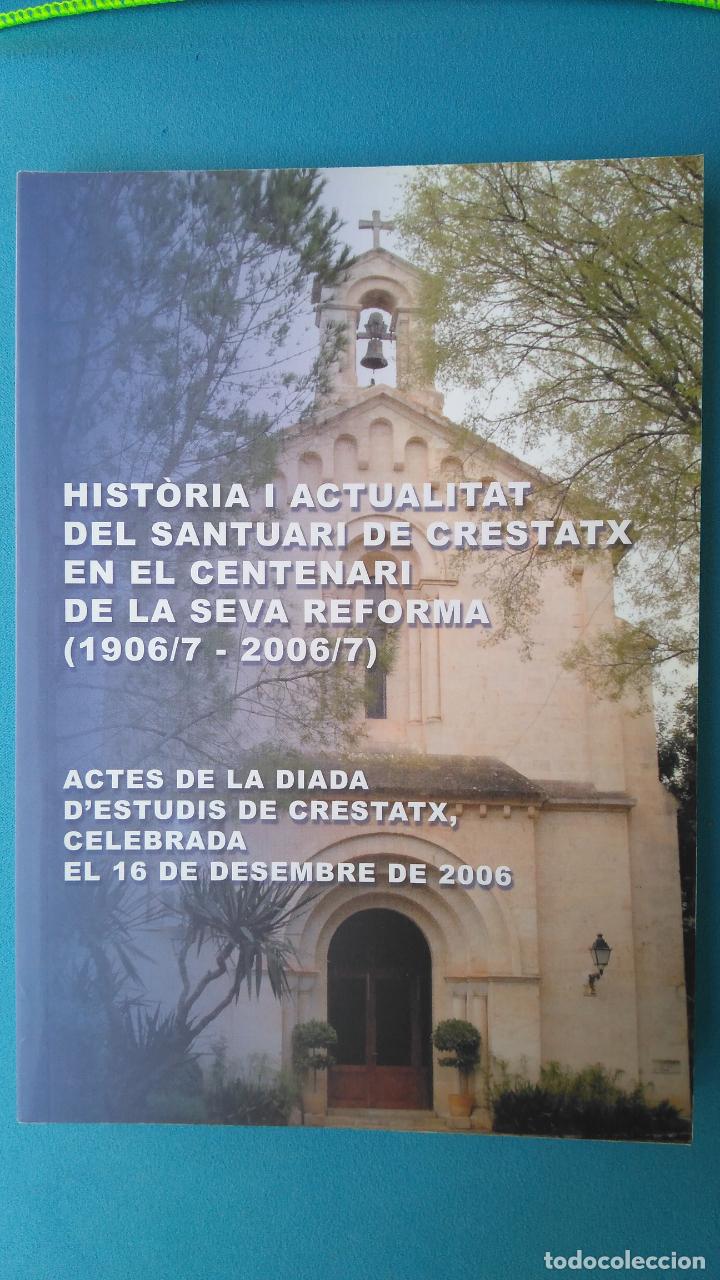 HISTÒRIA I ACTUALITAT
DEL SANTUARI DE CRESTATX
EN EL CENTENARI
DE LA SEVA REFORMA
(1906/7 - 2006/7)
ACTES DE LA DIADA
D'ESTUDIS DE CRESTATX,
CELEBRADA
EL 16 DE DESEMBRE DE 2006
todocoleccion